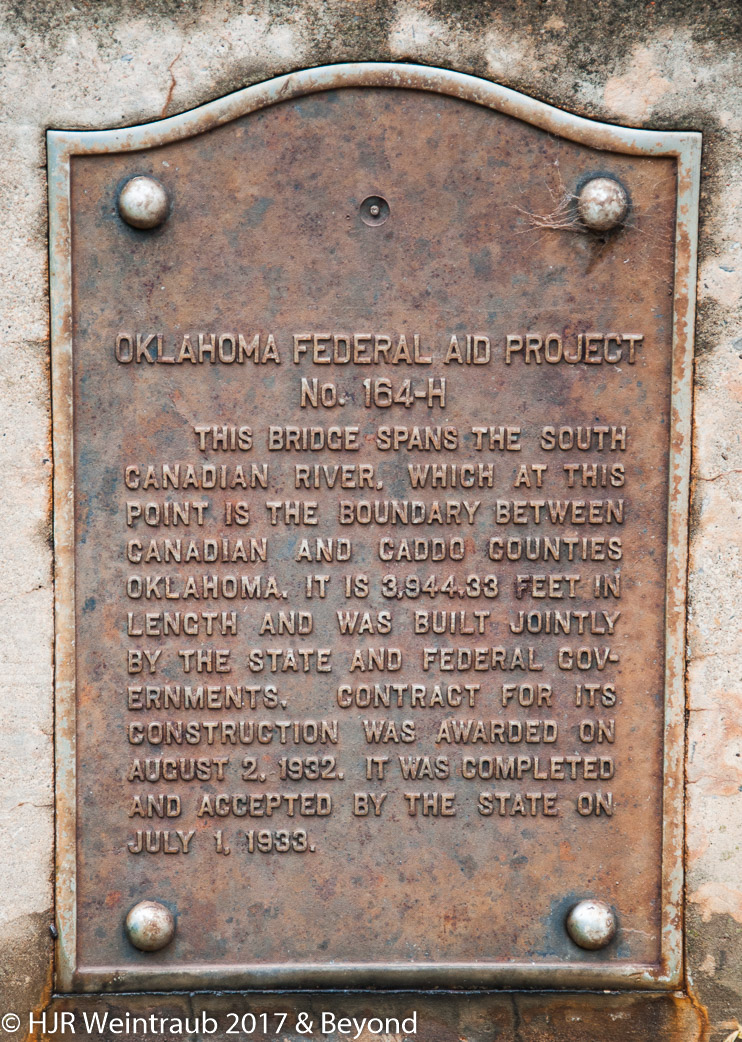 OKLAHOMA FEDERAL AID PROJECT
No. 164-H
THIS BRIDGE SPANS THE SOUTH
CANADIAN RIVER, WHICH AT THIS
POINT IS THE BOUNDARY BETWEEN
CANADIAN AND CADDO COUNTIES
OKLAHOMA. IT IS 3,944.33 FEET IN
LENGTH AND WAS BUILT JOINTLY
BY THE STATE AND FEDERAL GOV-
ERNMENTS. CONTRACT FOR ITS
CONSTRUCTION WAS AWARDED ON
AUGUST 2, 1932. IT WAS COMPLETED
AND ACCEPTED BY THE STATE ON
JULY 1, 1933.
© HJR Weintraub 2017 & Beyond